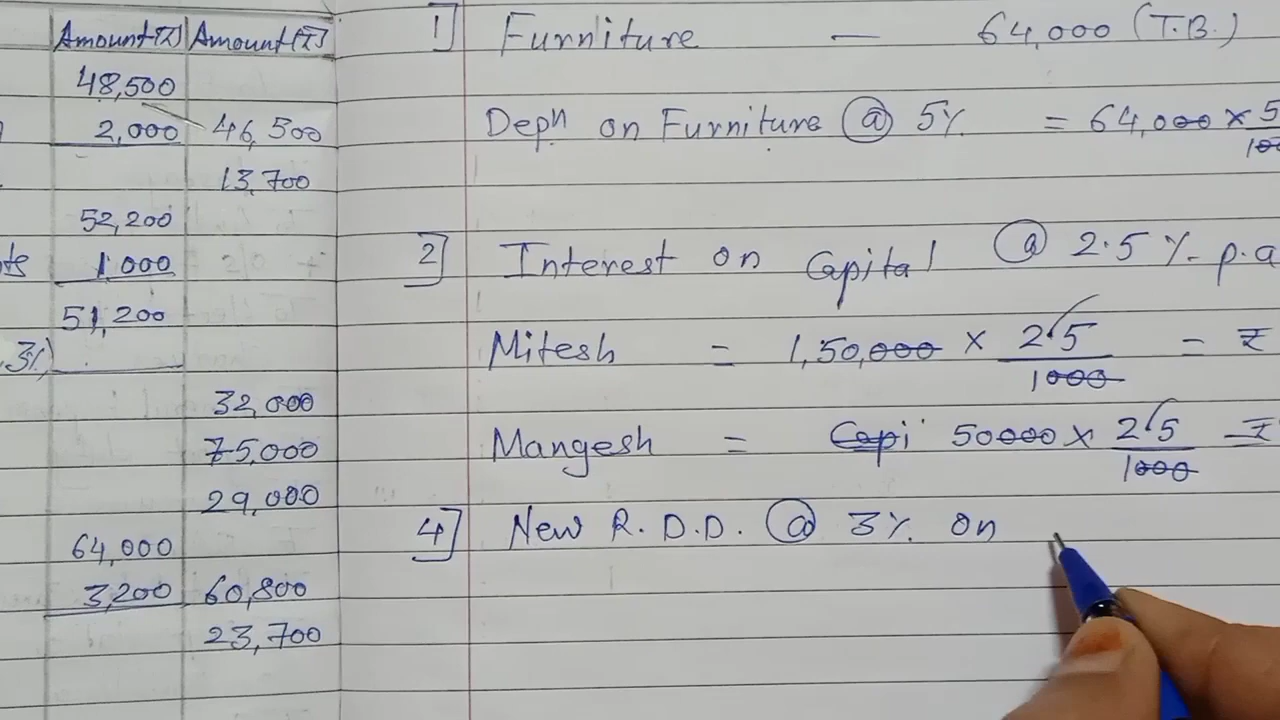 Amount(₹) Amount(₹)
48,500
2,000 46,500
13,700
52,200
1000
51,200
3%)
32,000
75,000
29,000
64,000
3,200 60,800
23,700
1] Furniture — 64,000 (T.B.)
Depn on Furniture @ 5% = 64,000 × 5
100
2] Interest on Capital @ 2.5 % p.a
Mitesh = 1,50,000 × 25 = ₹
1000
Mangesh = Capi 50000 × 25 = ₹
1000
4] New R.D.D. @ 3% on